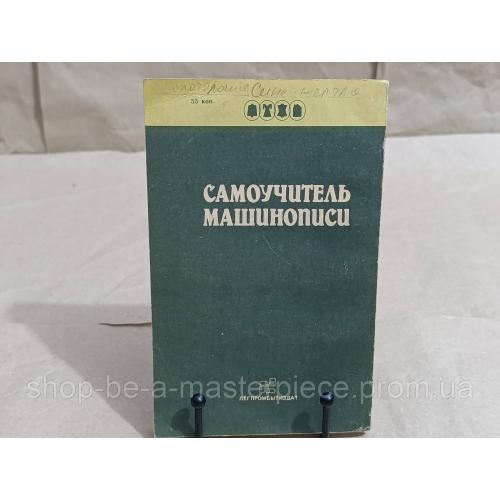 55 коп.
САМОУЧИТЕЛЬ
МАШИНОПИСИ
ЛЕГПРОМБЫТИЗДАТ
shop-be-a-masterpiece.prom.ua